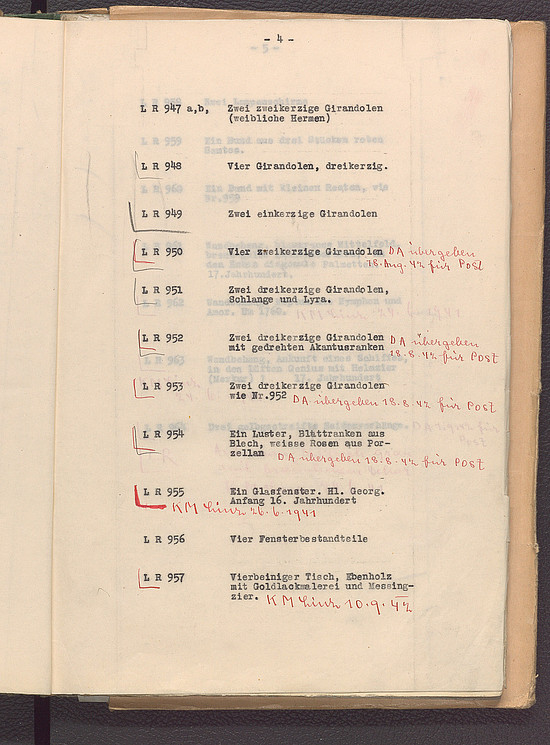 - 4 -
L R 947 a,b, Zwei zweikerzige Girandolen
(weibliche Hermen)
L R 948 Vier Girandolen, dreikerzig.
L R 949 Zwei einkerzige Girandolen
L R 950 Vier zweikerzige Girandolen DA übergeben
18. Aug. 42 für Post
L R 951 Zwei dreikerzige Girandolen,
Schlange und Lyra.
L R 952 Zwei dreikerzige Girandolen DA übergeben
mit gedrehten Akantusranken 18.8.42 für Post
L R 953 Zwei dreikerzige Girandolen
wie Nr.952 DA übergeben 18.8.42 für Post
L R 954 Ein Luster, Blattranken aus
Blech, weisse Rosen aus Por-
zellan DA übergeben 18.8.42 für Post
L R 955 Ein Glasfenster. Hl. Georg.
Anfang 16. Jahrhundert
KM Linz 26.6.1941
L R 956 Vier Fensterbestandteile
L R 957 Vierbeiniger Tisch, Ebenholz
mit Goldlackmalerei und Messing-
zier. KM Linz 10.9.42